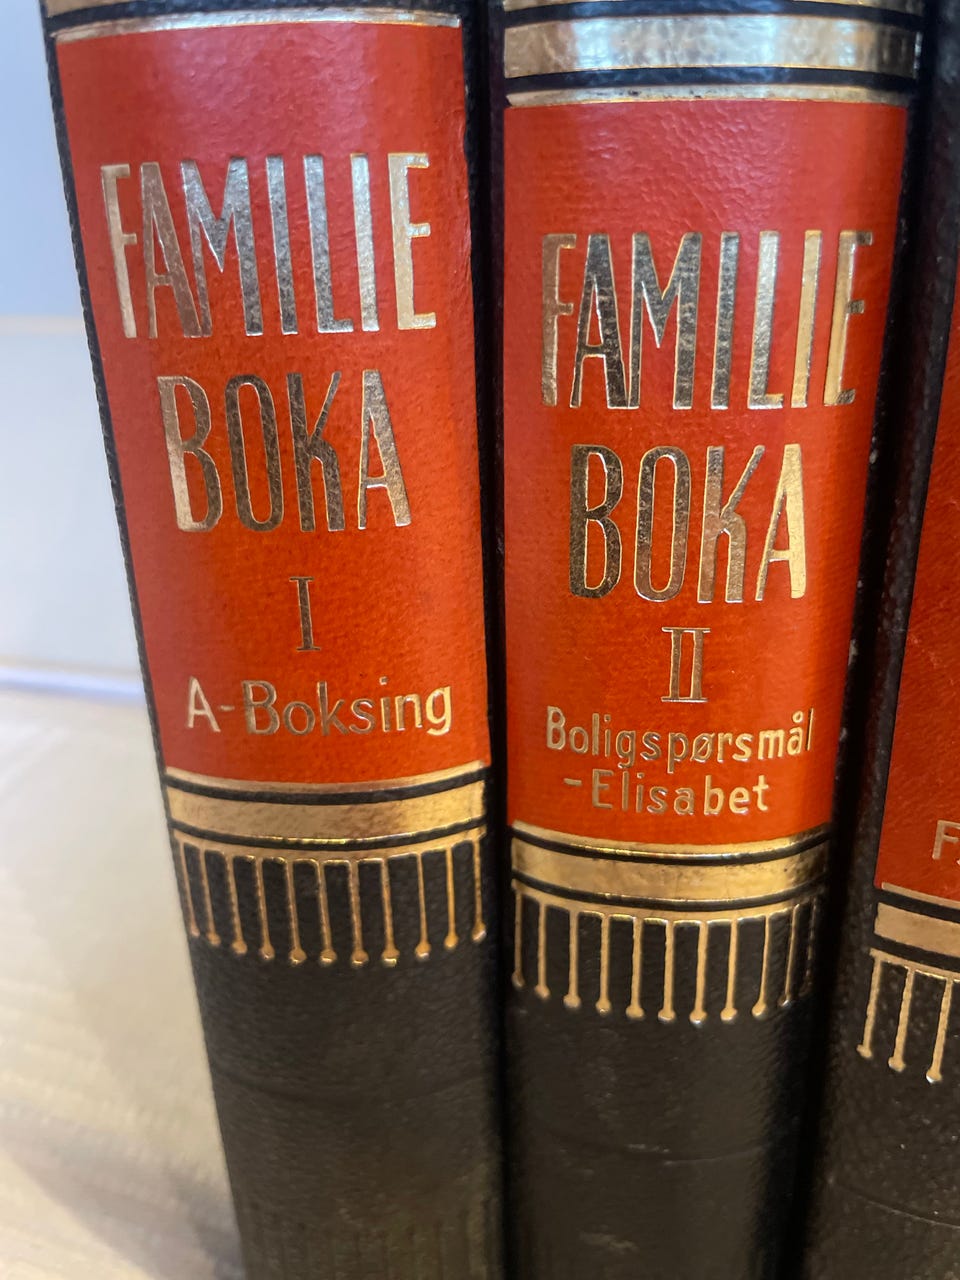 FAMILIE
BOKA
I
A-Boksing
FAMILIE
BOKA
II
Boligspørsmål
-Elisabet